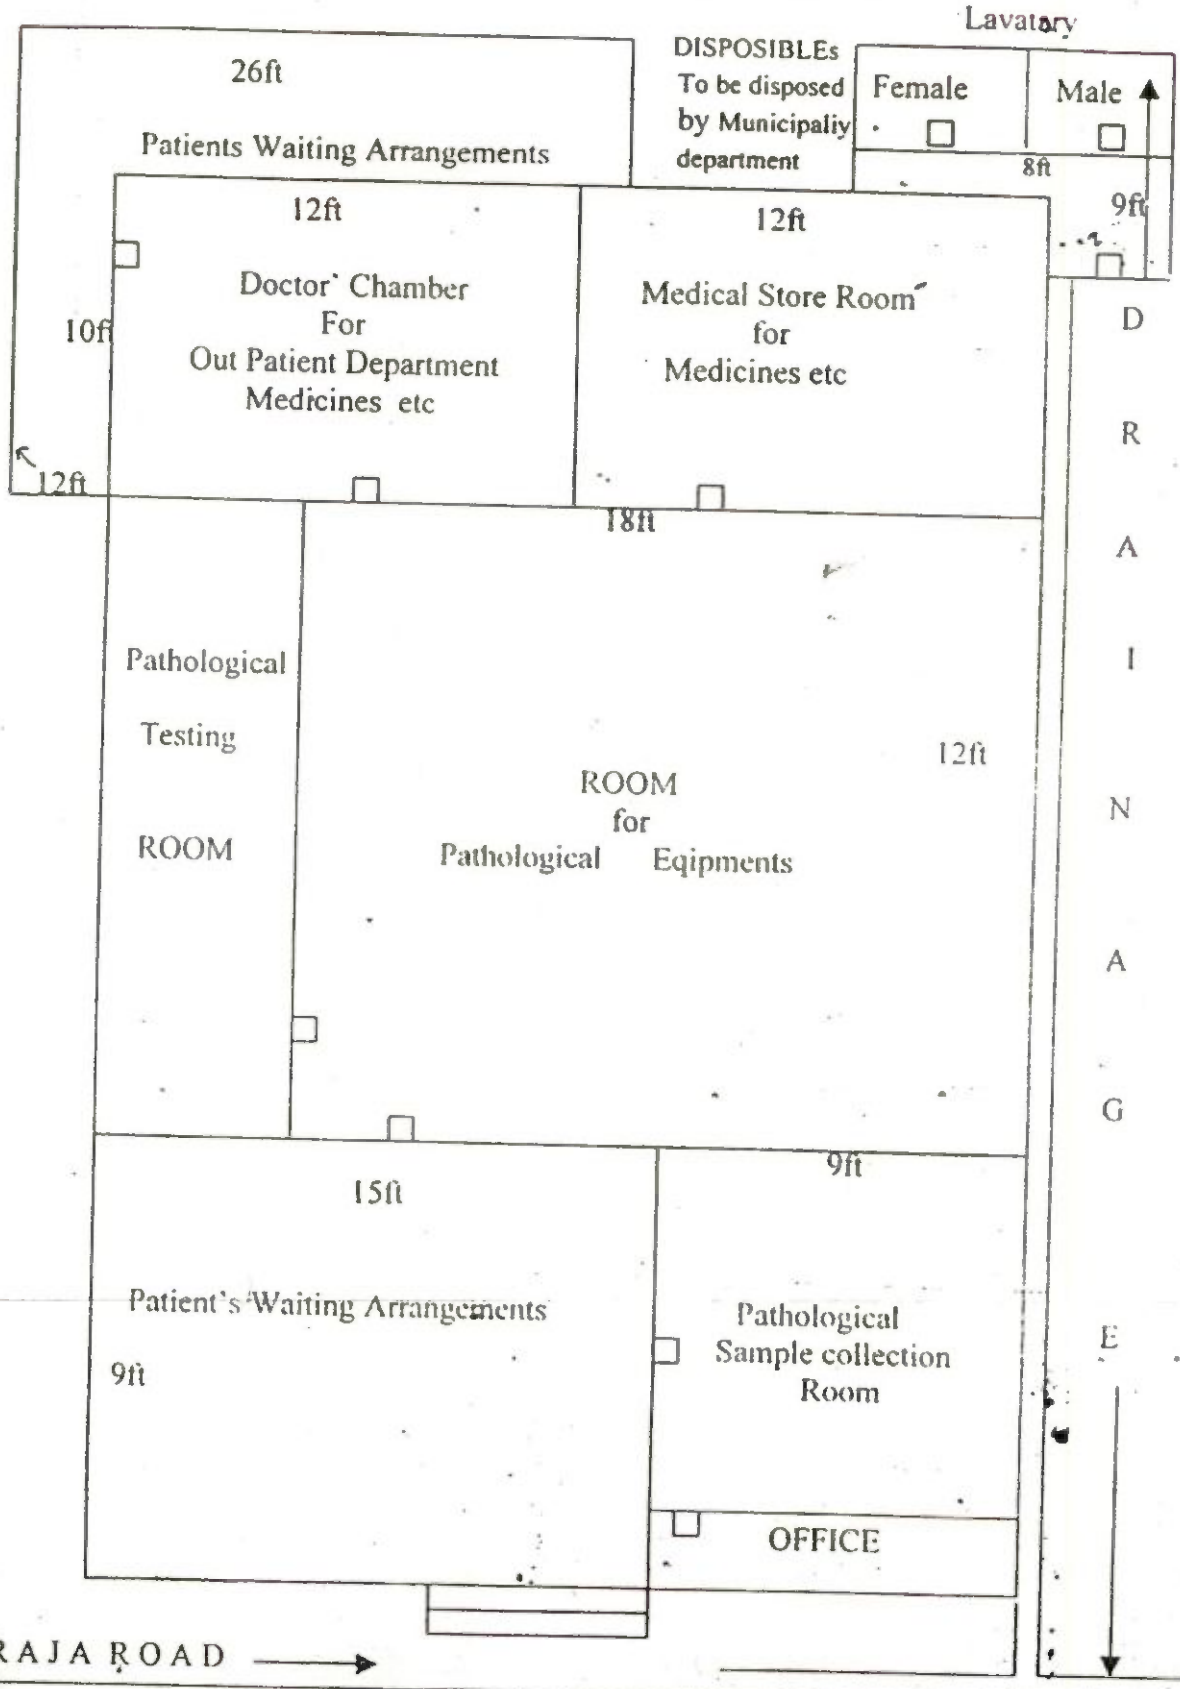 Lavatary
DISPOSIBLEs
To be disposed
by Municipaliy
department
Female
Male
8ft
9ft
26ft
Patients Waiting Arrangements
12ft
Doctor' Chamber
For
Out Patient Department
Medicines etc
10ft
12ft
12ft
Medical Store Room
for
Medicines etc
18ft
Pathological
Testing
ROOM
12ft
ROOM
for
Pathological Eqipments
D
R
A
I
N
A
G
E
15ft
Patient's Waiting Arrangements
9ft
9ft
Pathological
Sample collection
Room
OFFICE
RAJA ROAD